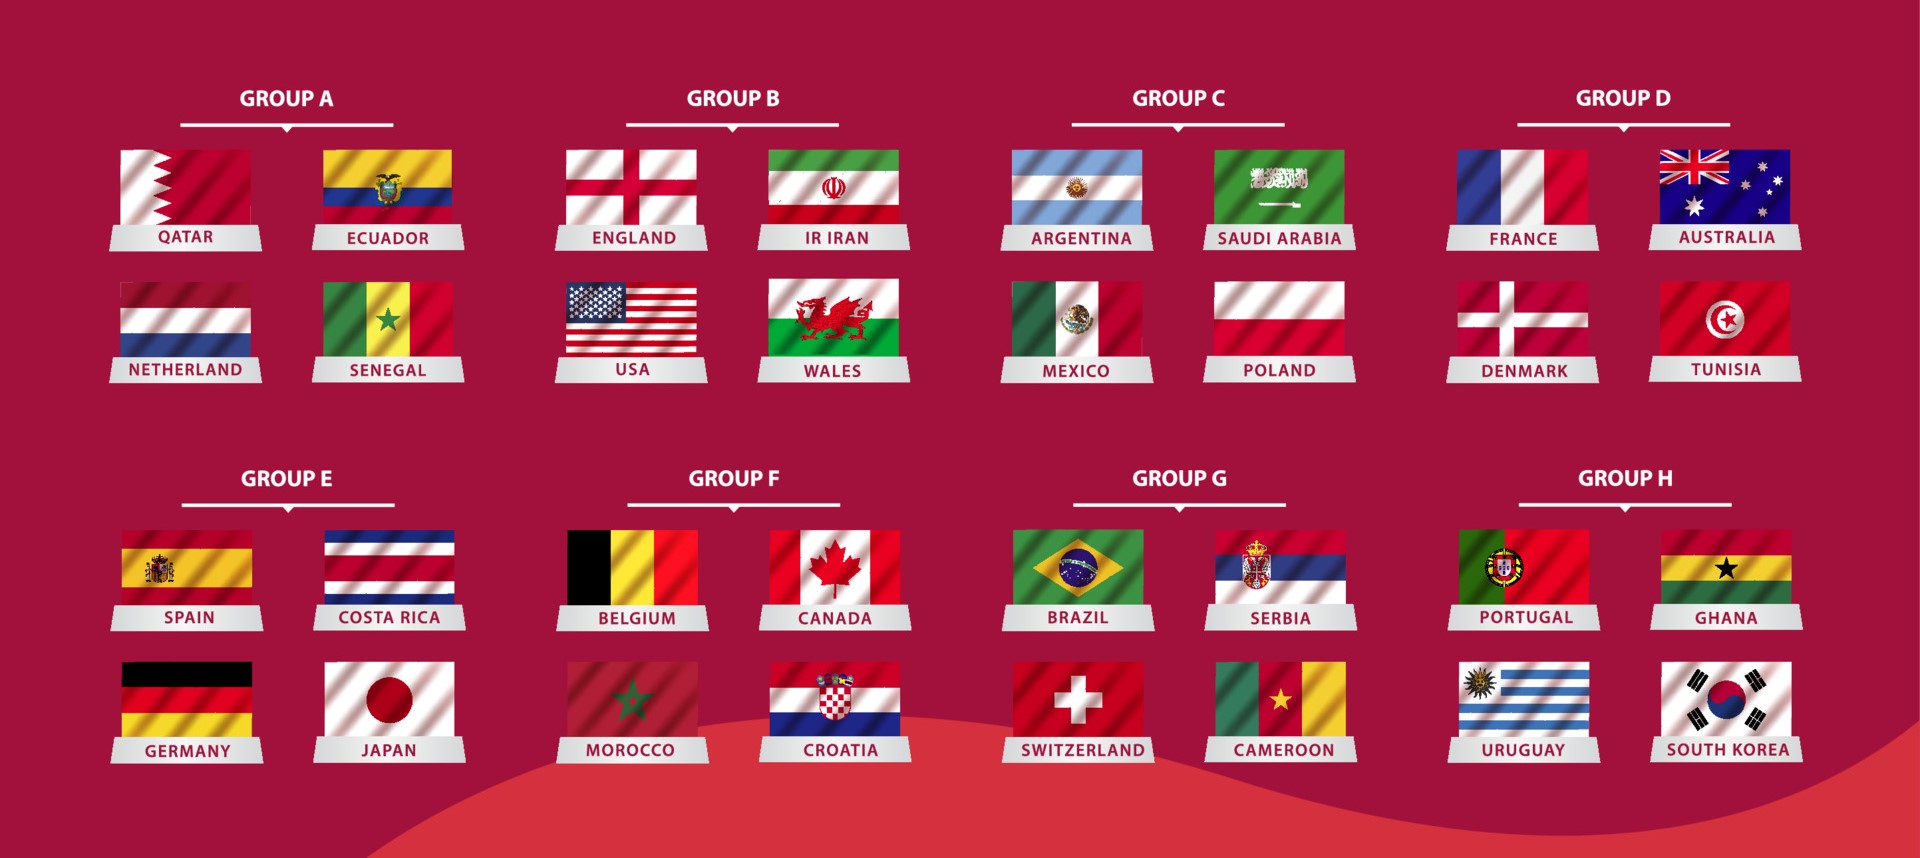 GROUP A
QATAR
ECUADOR
NETHERLAND
SENEGAL
GROUP B
ENGLAND
IR IRAN
USA
WALES
GROUP C
ARGENTINA
SAUDI ARABIA
MEXICO
POLAND
GROUP D
FRANCE
AUSTRALIA
DENMARK
TUNISIA
GROUP E
SPAIN
COSTA RICA
GERMANY
JAPAN
GROUP F
BELGIUM
CANADA
MOROCCO
CROATIA
GROUP G
BRAZIL
SERBIA
SWITZERLAND
CAMEROON
GROUP H
PORTUGAL
GHANA
URUGUAY
SOUTH KOREA